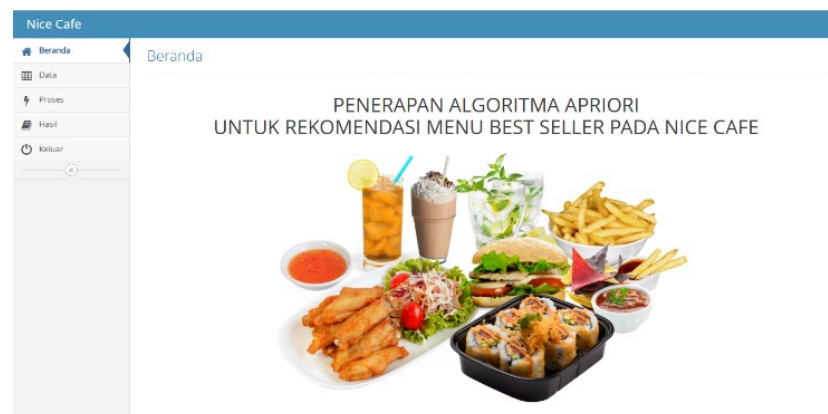 Nice Cafe
Beranda
Data
Proses
Hasil
Keluar
Beranda
PENERAPAN ALGORITMA APRIORI
UNTUK REKOMENDASI MENU BEST SELLER PADA NICE CAFE